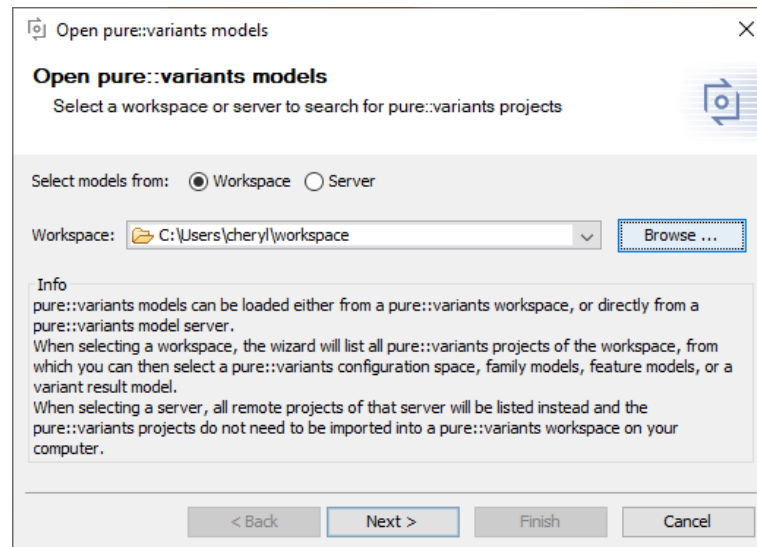 Open pure::variants models
Open pure::variants models
Select a workspace or server to search for pure::variants projects
Select models from: Workspace Server
Workspace: C:\Users\cheryl\workspace Browse ...
Info
pure::variants models can be loaded either from a pure::variants workspace, or directly from a
pure::variants model server.
When selecting a workspace, the wizard will list all pure::variants projects of the workspace, from
which you can then select a pure::variants configuration space, family models, feature models, or a
variant result model.
When selecting a server, all remote projects of that server will be listed instead and the
pure::variants projects do not need to be imported into a pure::variants workspace on your
computer.
< Back Next > Finish Cancel